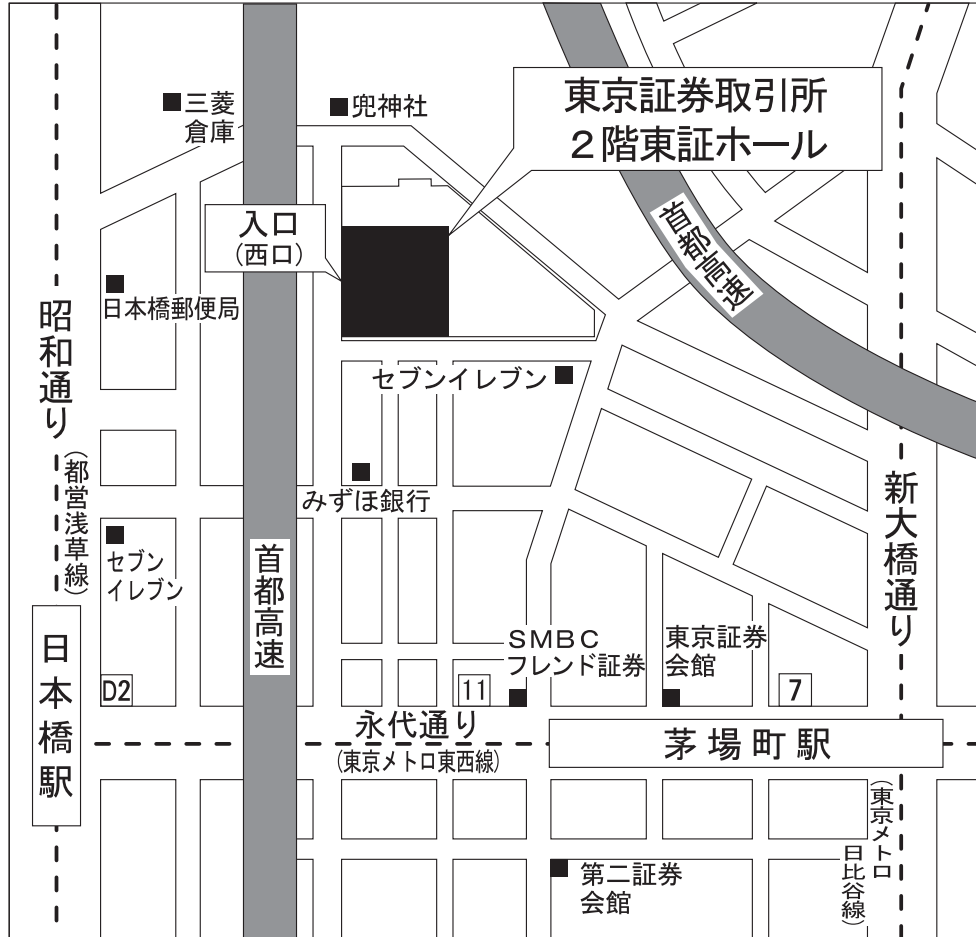 三菱
倉庫
兜神社
東京証券取引所
2階東証ホール
入口
(西口)
首都高速
日本橋郵便局
昭和通り
(都営浅草線)
セブンイレブン
みずほ銀行
新大橋通り
セブン
イレブン
首都高速
日本橋駅
D2
SMBC
フレンド証券
東京証券
会館
11
7
永代通り
(東京メトロ東西線)
茅場町駅
(東京メトロ
日比谷線)
第二証券
会館